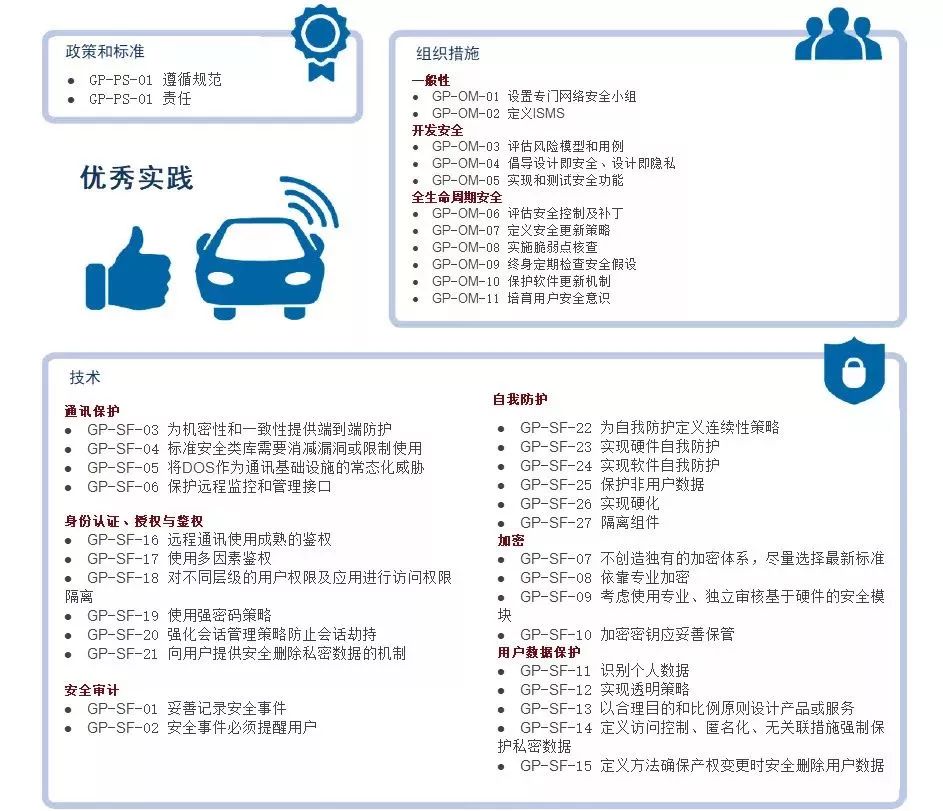 政策和标准
GP-PS-01 遵循规范
GP-PS-01 责任
优秀实践
组织措施
一般性
GP-OM-01 设置专门网络安全小组
GP-OM-02 定义ISMS
开发安全
GP-OM-03 评估风险模型和用例
GP-OM-04 倡导设计即安全、设计即隐私
GP-OM-05 实现和测试安全功能
全生命周期安全
GP-OM-06 评估安全控制及补丁
GP-OM-07 定义安全更新策略
GP-OM-08 实施脆弱点核查
GP-OM-09 终身定期检查安全假设
GP-OM-10 保护软件更新机制
GP-OM-11 培育用户安全意识
技术
通讯保护
GP-SF-03 为机密性和一致性提供端到端防护
GP-SF-04 标准安全类库需要消减漏洞或限制使用
GP-SF-05 将DOS作为通讯基础设施的常态化威胁
GP-SF-06 保护远程监控和管理接口
身份认证、授权与鉴权
GP-SF-16 远程通讯使用成熟的鉴权
GP-SF-17 使用多因素鉴权
GP-SF-18 对不同层级的用户权限及应用进行访问权限
隔离
GP-SF-19 使用强密码策略
GP-SF-20 强化会话管理策略防止会话劫持
GP-SF-21 向用户提供安全删除私密数据的机制
安全审计
GP-SF-01 妥善记录安全事件
GP-SF-02 安全事件必须提醒用户
自我防护
GP-SF-22 为自我防护定义连续性策略
GP-SF-23 实现硬件自我防护
GP-SF-24 实现软件自我防护
GP-SF-25 保护非用户数据
GP-SF-26 实现硬化
GP-SF-27 隔离组件
加密
GP-SF-07 不创造独有的加密体系，尽量选择最新标准
GP-SF-08 依靠专业加密
GP-SF-09 考虑使用专业、独立审核基于硬件的安全模
块
GP-SF-10 加密密钥应妥善保管
用户数据保护
GP-SF-11 识别个人数据
GP-SF-12 实现透明策略
GP-SF-13 以合理目的和比例原则设计产品或服务
GP-SF-14 定义访问控制、匿名化、无关联措施强制保
护私密数据
GP-SF-15 定义方法确保产权变更时安全删除用户数据